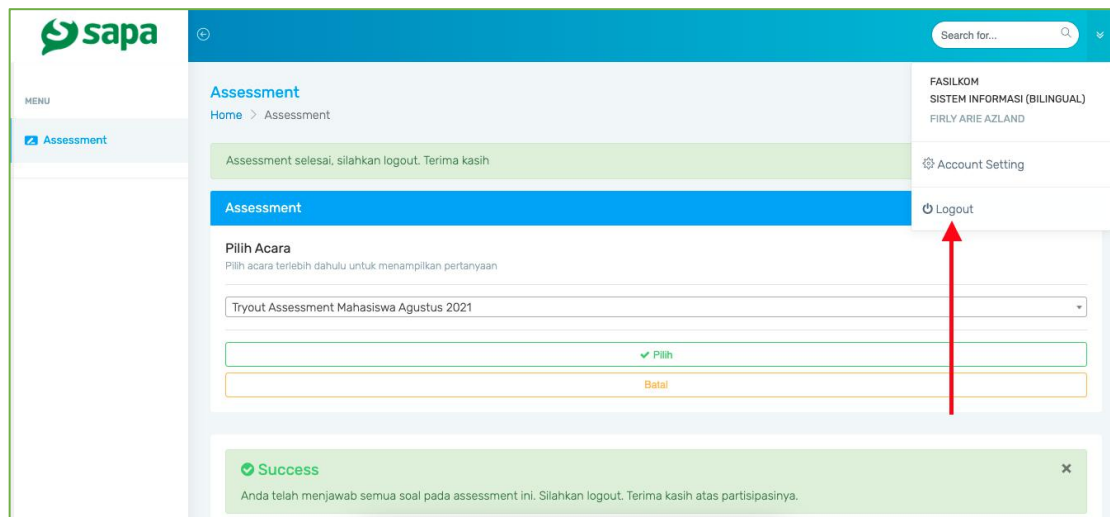 sapa
Search for...
MENU
Assessment
Assessment
Home > Assessment
Assessment selesai, silahkan logout. Terima kasih
FASILKOM
SISTEM INFORMASI (BILINGUAL)
FIRLY ARIE AZLAND
Account Setting
Logout
Assessment
Pilih Acara
Pilih acara terlebih dahulu untuk menampilkan pertanyaan
Tryout Assessment Mahasiswa Agustus 2021
Pilih
Batal
Success
Anda telah menjawab semua soal pada assessment ini. Silahkan logout. Terima kasih atas partisipasinya.